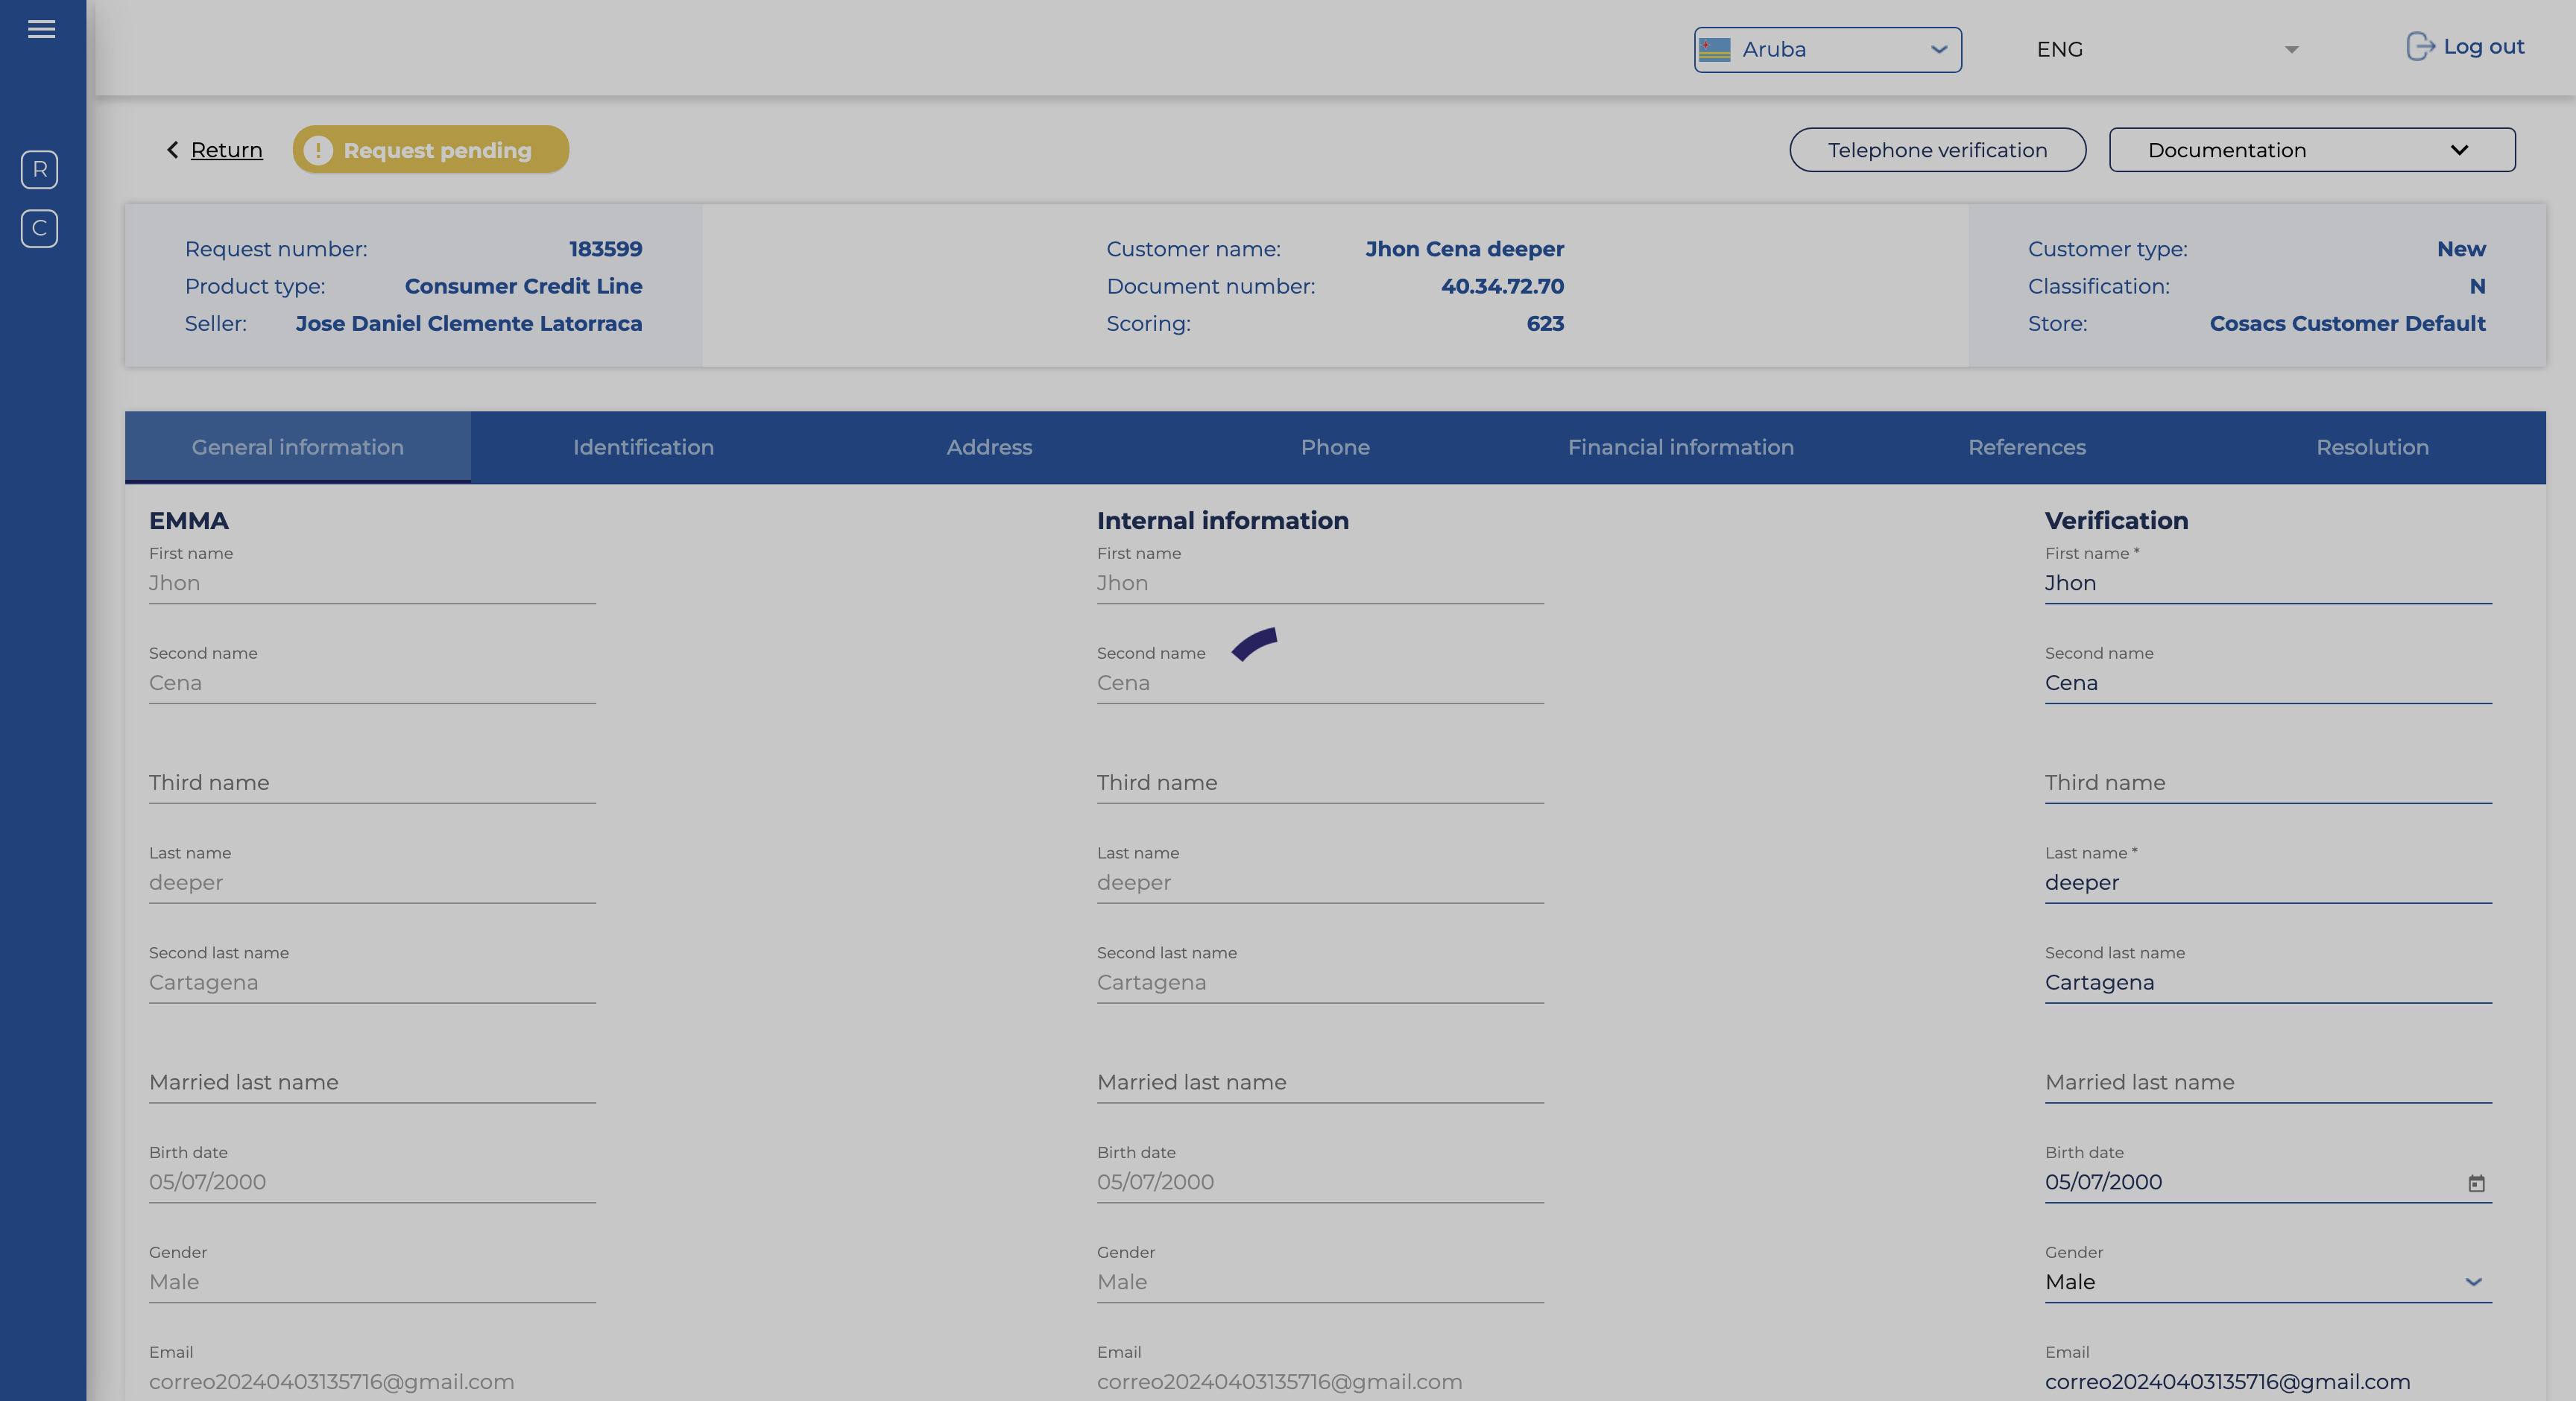 Aruba
ENG
Log out
R
C
Return
Request pending
Telephone verification
Documentation
Request number: 183599
Product type: Consumer Credit Line
Seller: Jose Daniel Clemente Latorraca
Customer name: Jhon Cena deeper
Document number: 40.34.72.70
Scoring: 623
Customer type: New
Classification: N
Store: Cosacs Customer Default
General information
Identification
Address
Phone
Financial information
References
Resolution
EMMA
First name
Jhon
Second name
Cena
Third name
Last name
deeper
Second last name
Cartagena
Married last name
Birth date
05/07/2000
Gender
Male
Email
correo20240403135716@gmail.com
Internal information
First name
Jhon
Second name
Cena
Third name
Last name
deeper
Second last name
Cartagena
Married last name
Birth date
05/07/2000
Gender
Male
Email
correo20240403135716@gmail.com
Verification
First name *
Jhon
Second name
Cena
Third name
Last name *
deeper
Second last name
Cartagena
Married last name
Birth date
05/07/2000
Gender
Male
Email
correo20240403135716@gmail.com